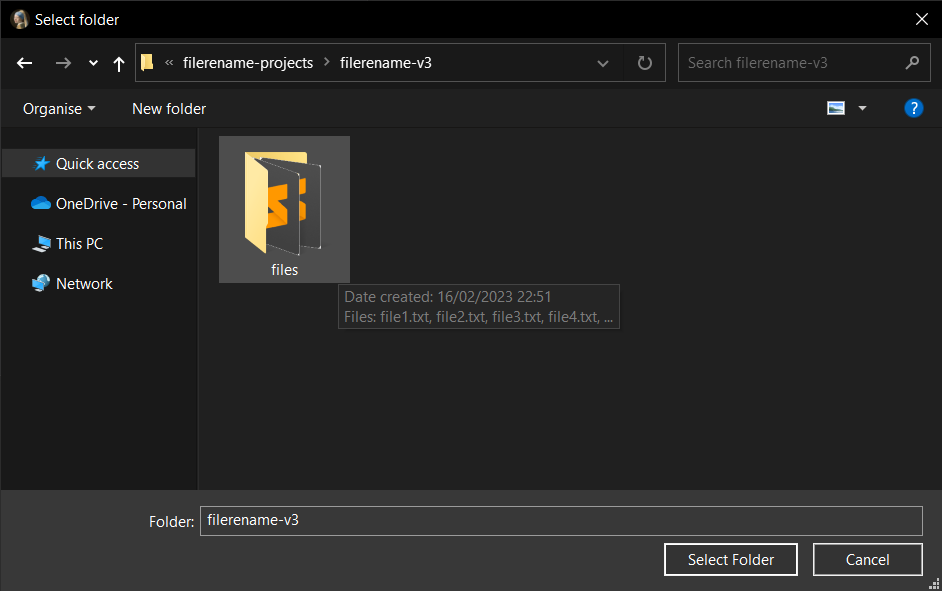 Select folder
« filerename-projects > filerename-v3
Search filerename-v3
Organise
New folder
?
Quick access
OneDrive - Personal
This PC
Network
files
Date created: 16/02/2023 22:51
Files: file1.txt, file2.txt, file3.txt, file4.txt, ...
Folder: filerename-v3
Select Folder
Cancel